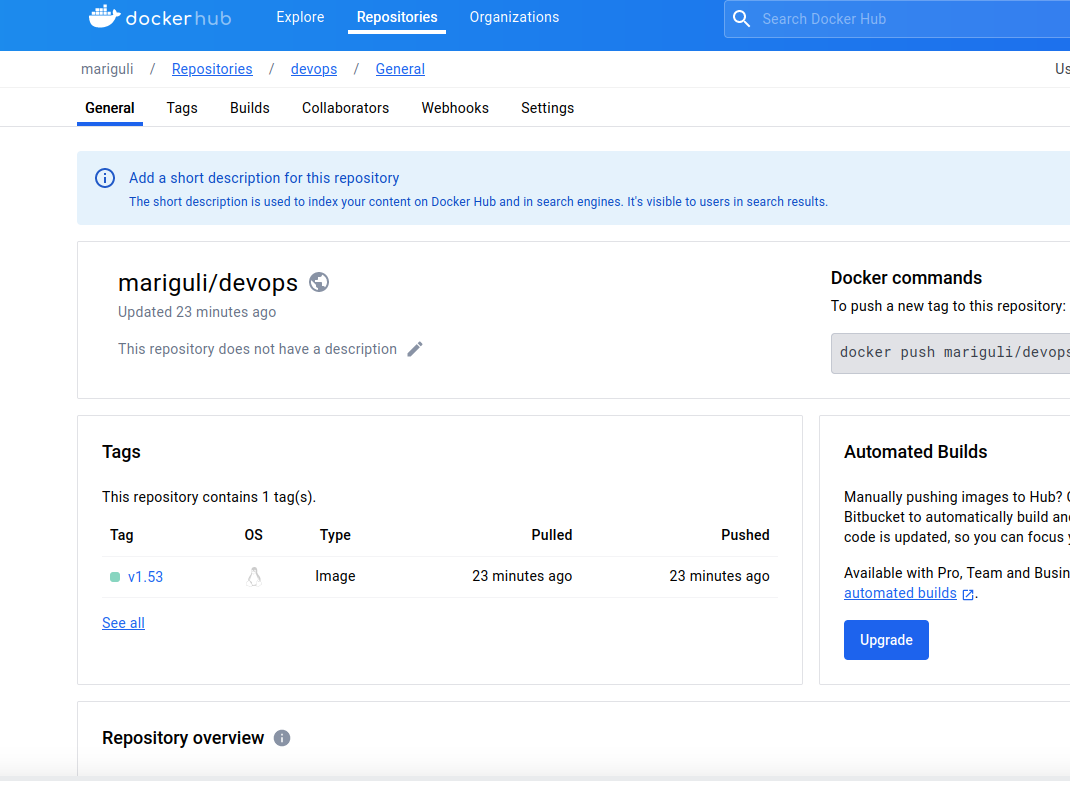 dockerhub Explore Repositories Organizations Search Docker Hub
mariguli / Repositories / devops / General
General Tags Builds Collaborators Webhooks Settings
Add a short description for this repository
The short description is used to index your content on Docker Hub and in search engines. It's visible to users in search results.
mariguli/devops
Updated 23 minutes ago
This repository does not have a description
Docker commands
To push a new tag to this repository:
docker push mariguli/devops
Tags
This repository contains 1 tag(s).
Tag OS Type Pulled Pushed
v1.53 Image 23 minutes ago 23 minutes ago
See all
Automated Builds
Manually pushing images to Hub?
Bitbucket to automatically build
code is updated, so you can focus
Available with Pro, Team and
automated builds .
Upgrade
Repository overview